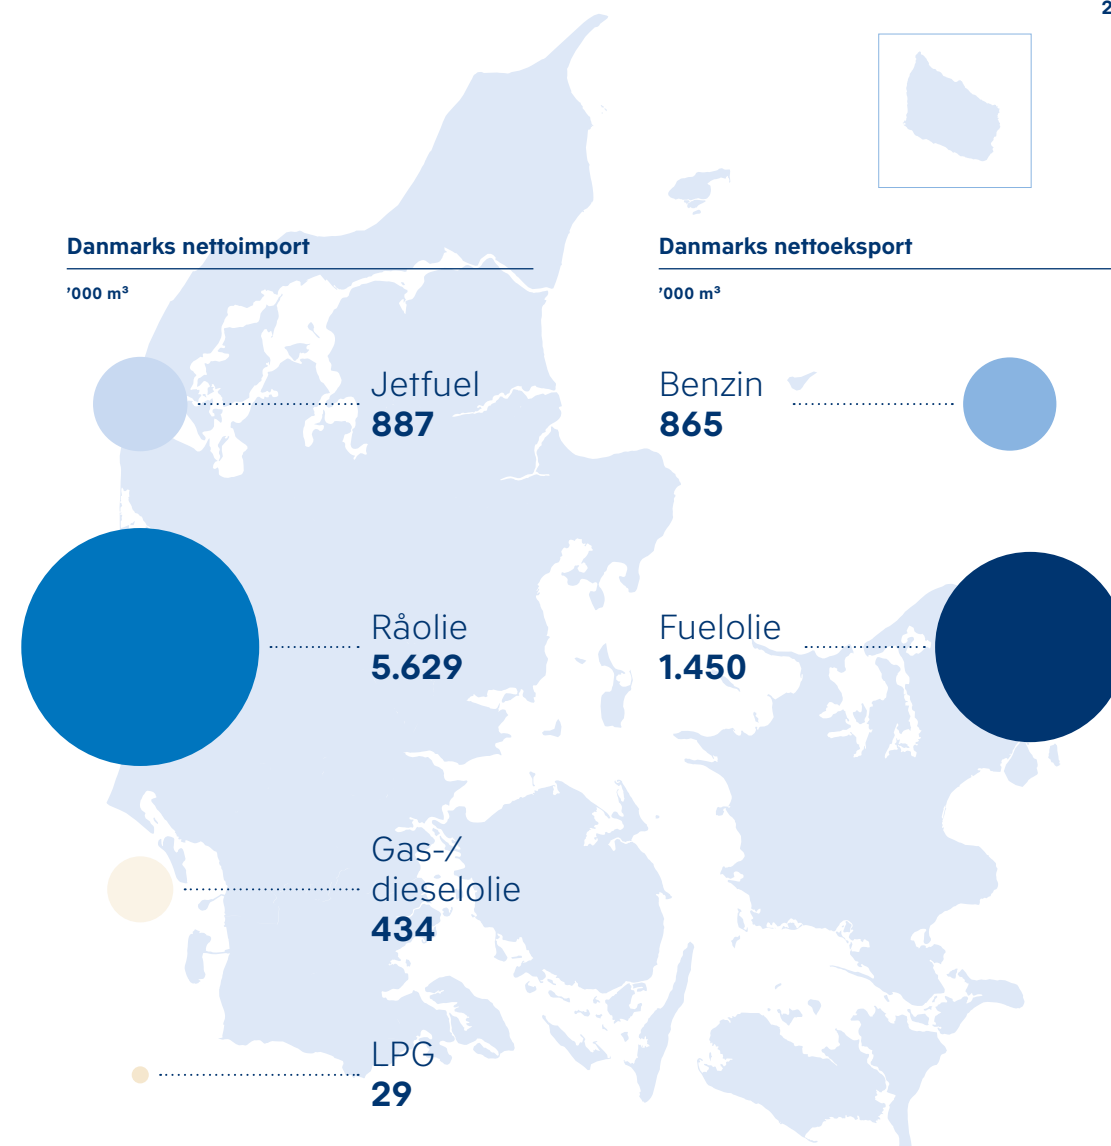 2
Danmarks nettoimport
’000 m³
Jetfuel
887
Råolie
5.629
Gas-/
dieselolie
434
LPG
29
Danmarks nettoeksport
’000 m³
Benzin
865
Fuelolie
1.450